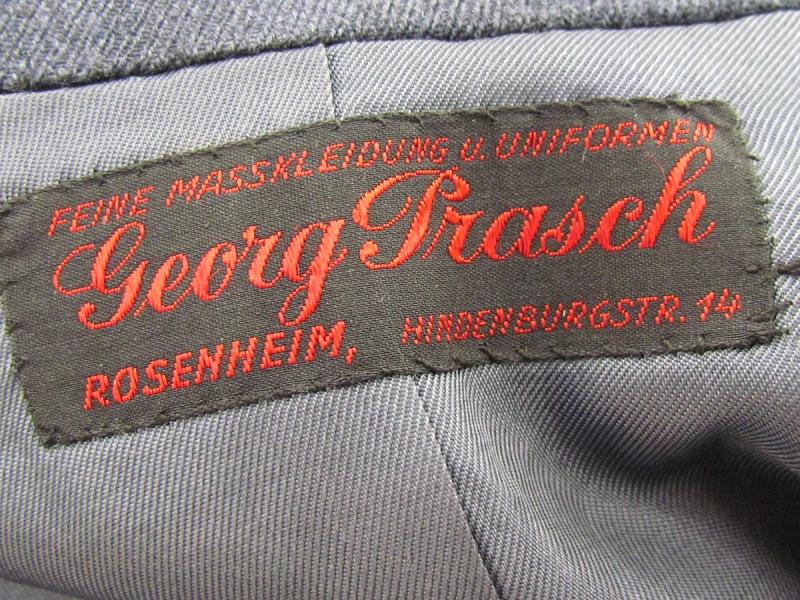 FEINE MASSKLEIDUNG U. UNIFORMEN
Georg Prasch
ROSENHEIM, HINDENBURGSTR. 14